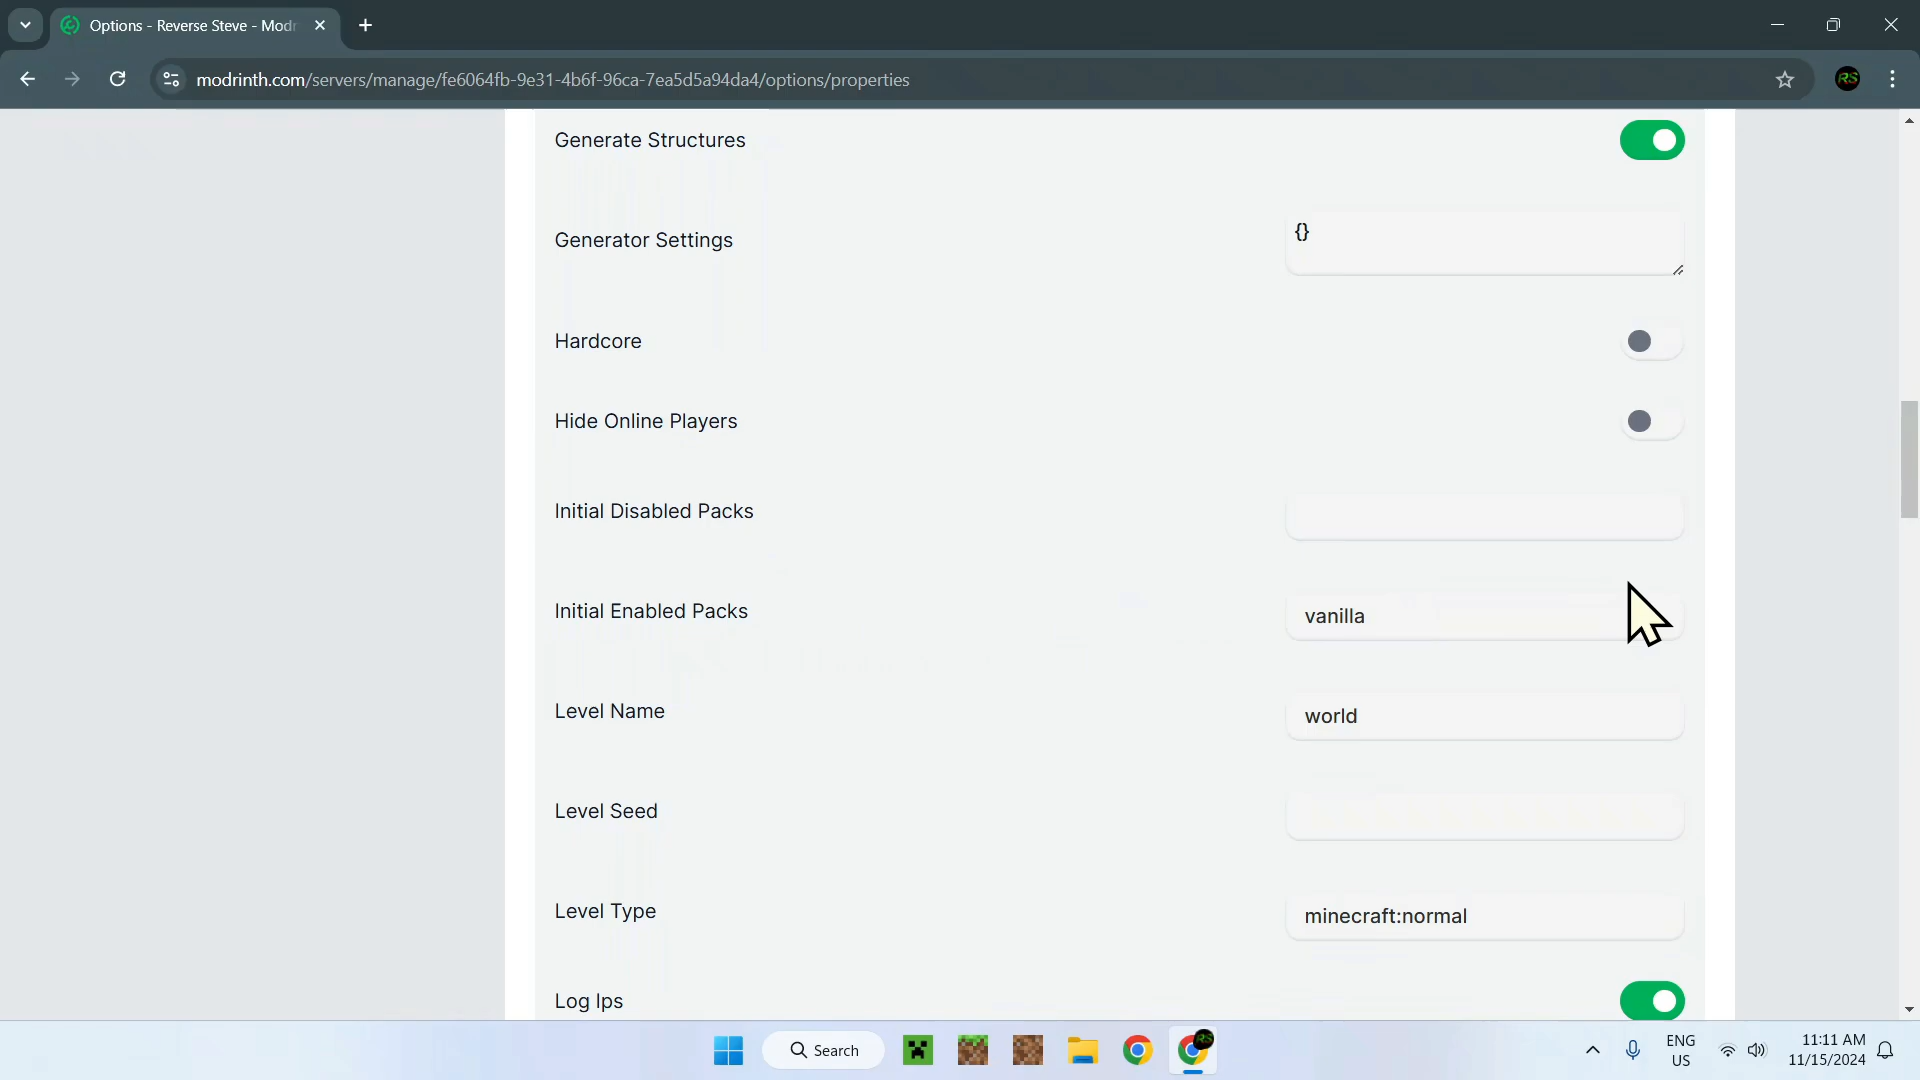 Options - Reverse Steve - Modr
modrinth.com/servers/manage/fe6064fb-9e31-4b6f-96ca-7ea5d5a94da4/options/properties
RS
Generate Structures
Generator Settings
{}
Hardcore
Hide Online Players
Initial Disabled Packs
Initial Enabled Packs
vanilla
Level Name
world
Level Seed
Level Type
minecraft:normal
Log Ips
Search
RS
ENG
US
11:11 AM
11/15/2024